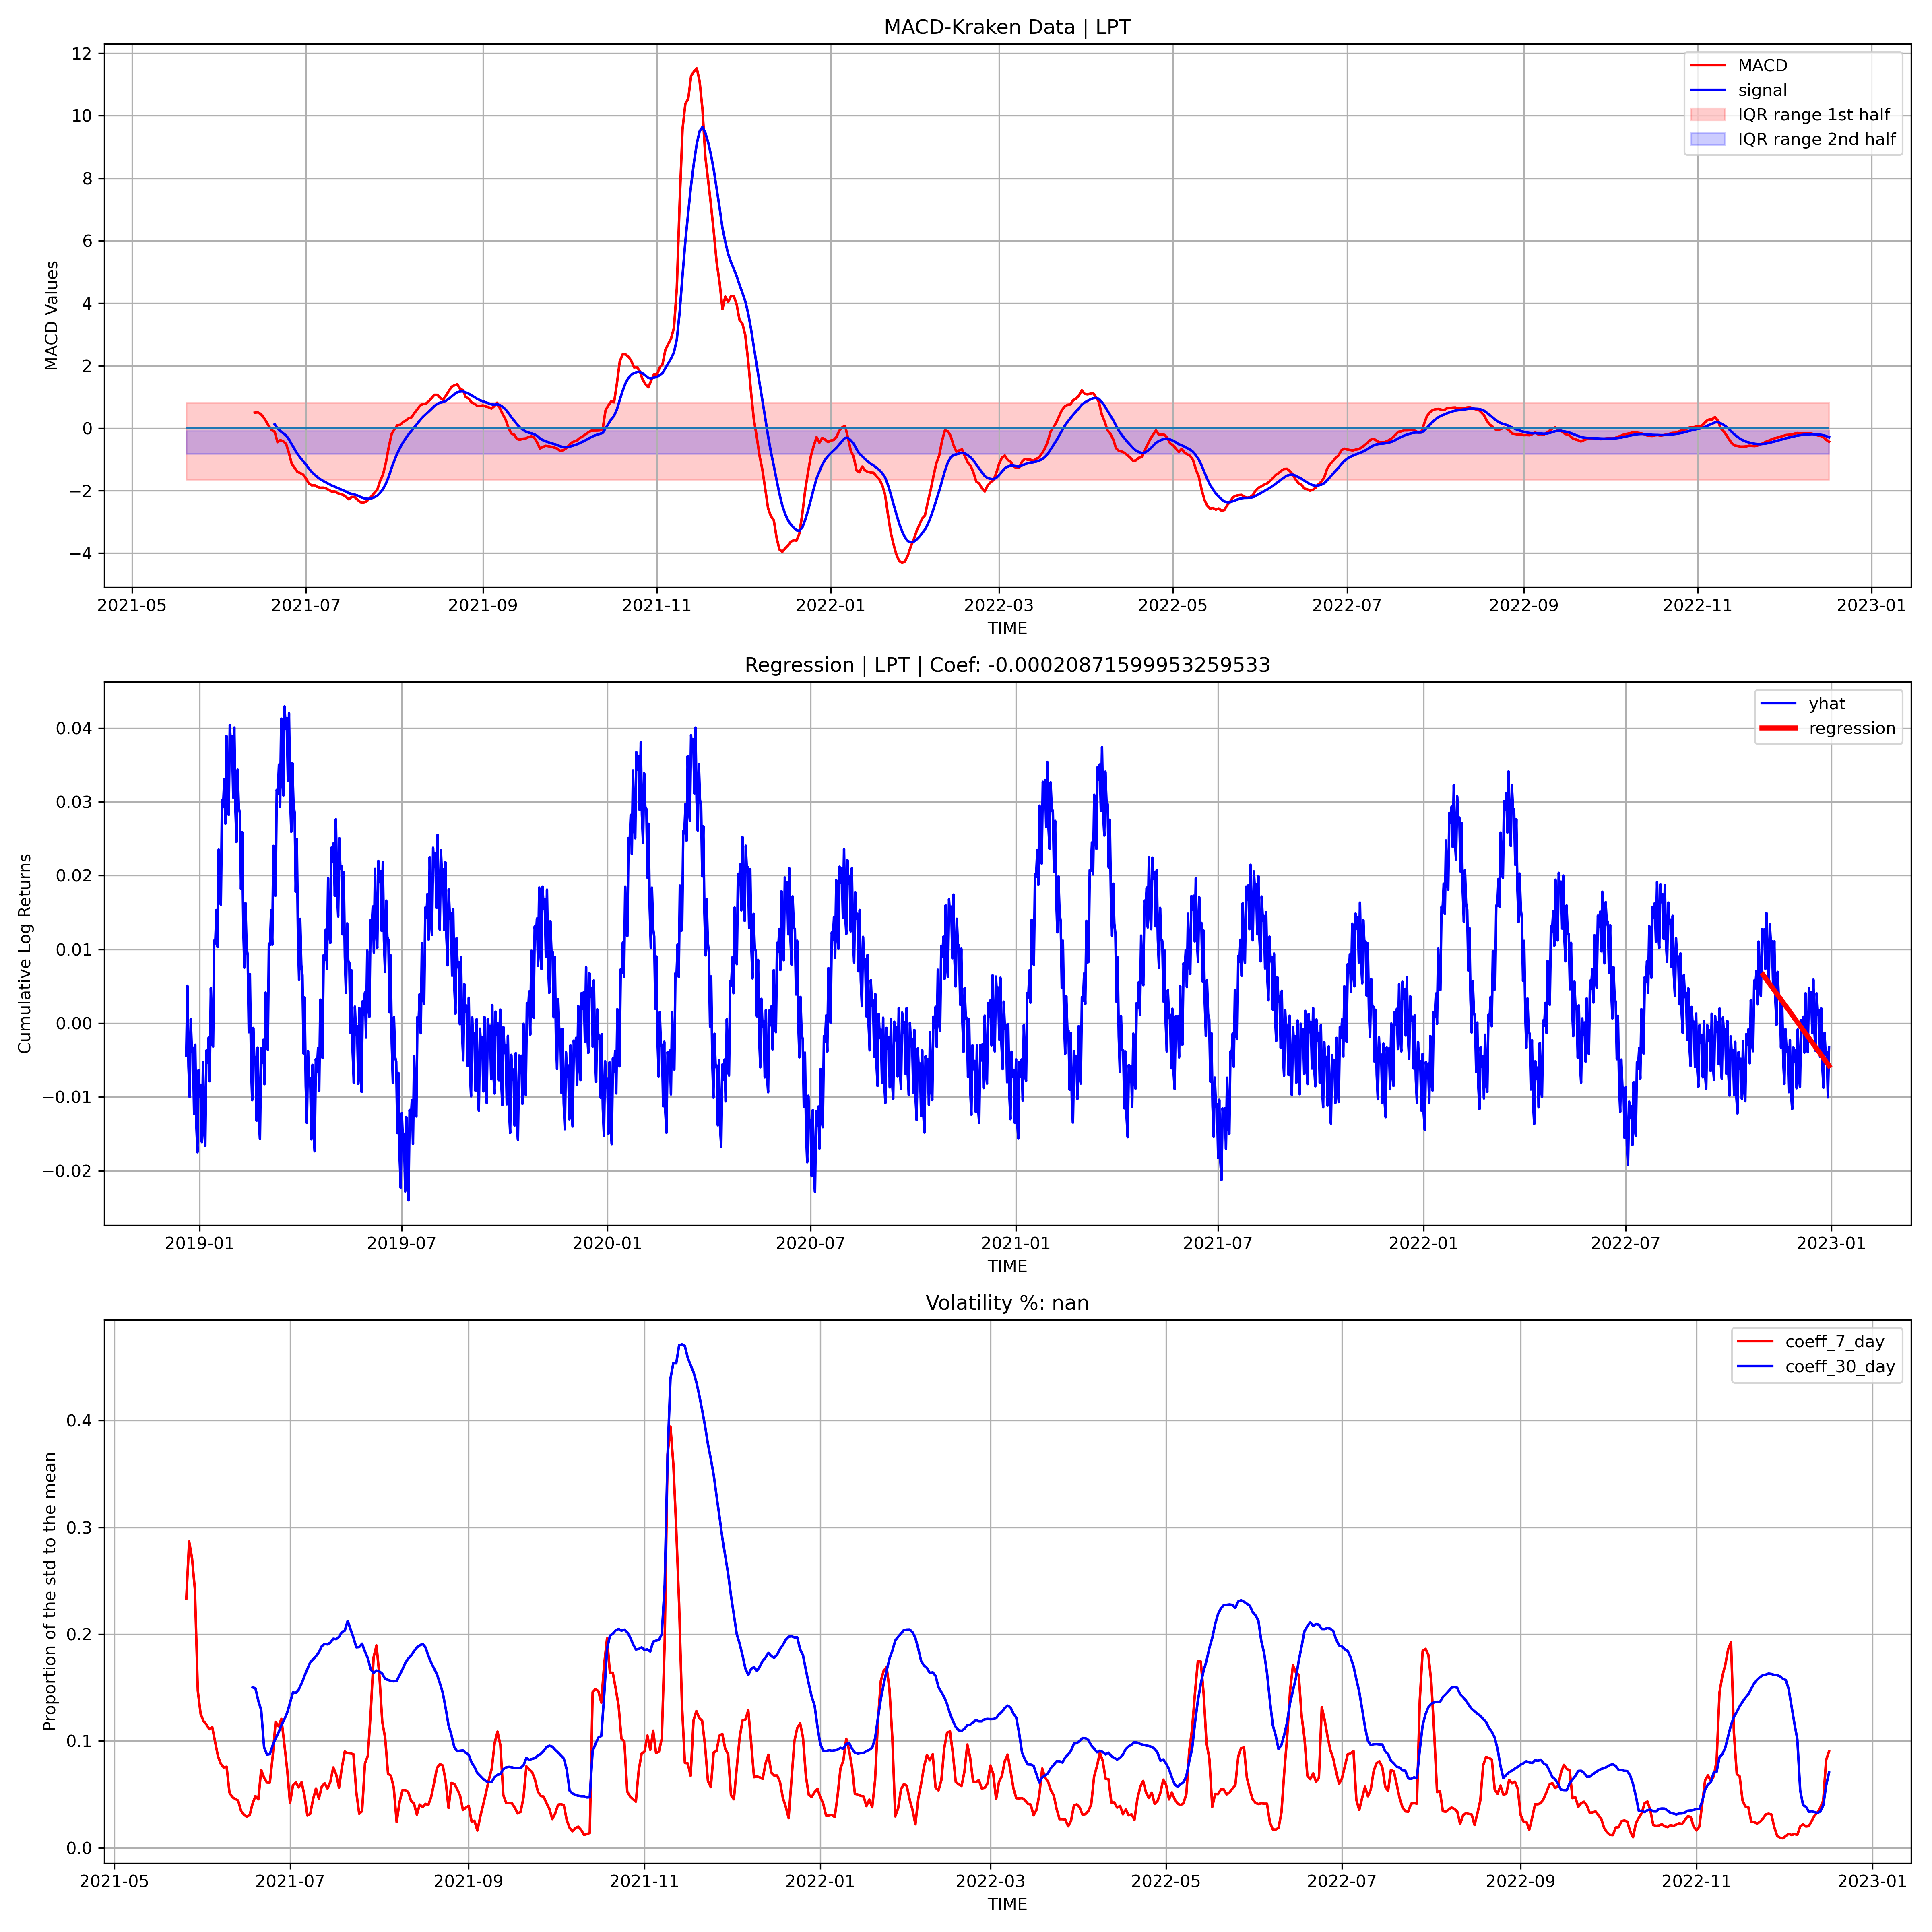 MACD-Kraken Data | LPT
12
10
8
6
4
2
0
−2
−4
MACD Values
MACD
signal
IQR range 1st half
IQR range 2nd half
2021-05 2021-07 2021-09 2021-11 2022-01 2022-03 2022-05 2022-07 2022-09 2022-11 2023-01
TIME
Regression | LPT | Coef: -0.00020871599953259533
0.04
0.03
0.02
0.01
0.00
−0.01
−0.02
Cumulative Log Returns
yhat
regression
2019-01 2019-07 2020-01 2020-07 2021-01 2021-07 2022-01 2022-07 2023-01
TIME
Volatility %: nan
0.4
0.3
0.2
0.1
0.0
Proportion of the std to the mean
coeff_7_day
coeff_30_day
2021-05 2021-07 2021-09 2021-11 2022-01 2022-03 2022-05 2022-07 2022-09 2022-11 2023-01
TIME